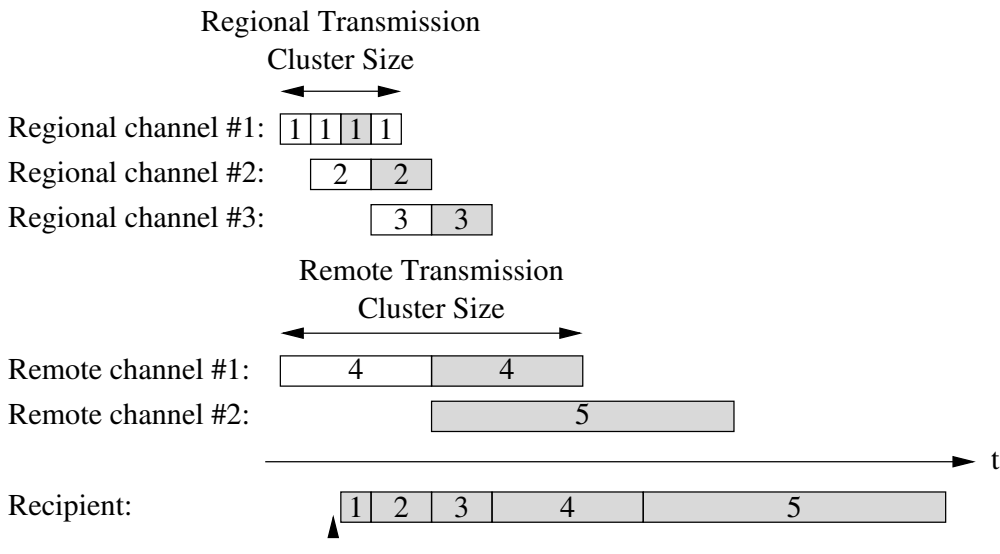 Regional Transmission
Cluster Size
Regional channel #1: 1 1 1 1
Regional channel #2: 2 2
Regional channel #3: 3 3
Remote Transmission
Cluster Size
Remote channel #1: 4 4
Remote channel #2: 5
t
Recipient: 1 2 3 4 5